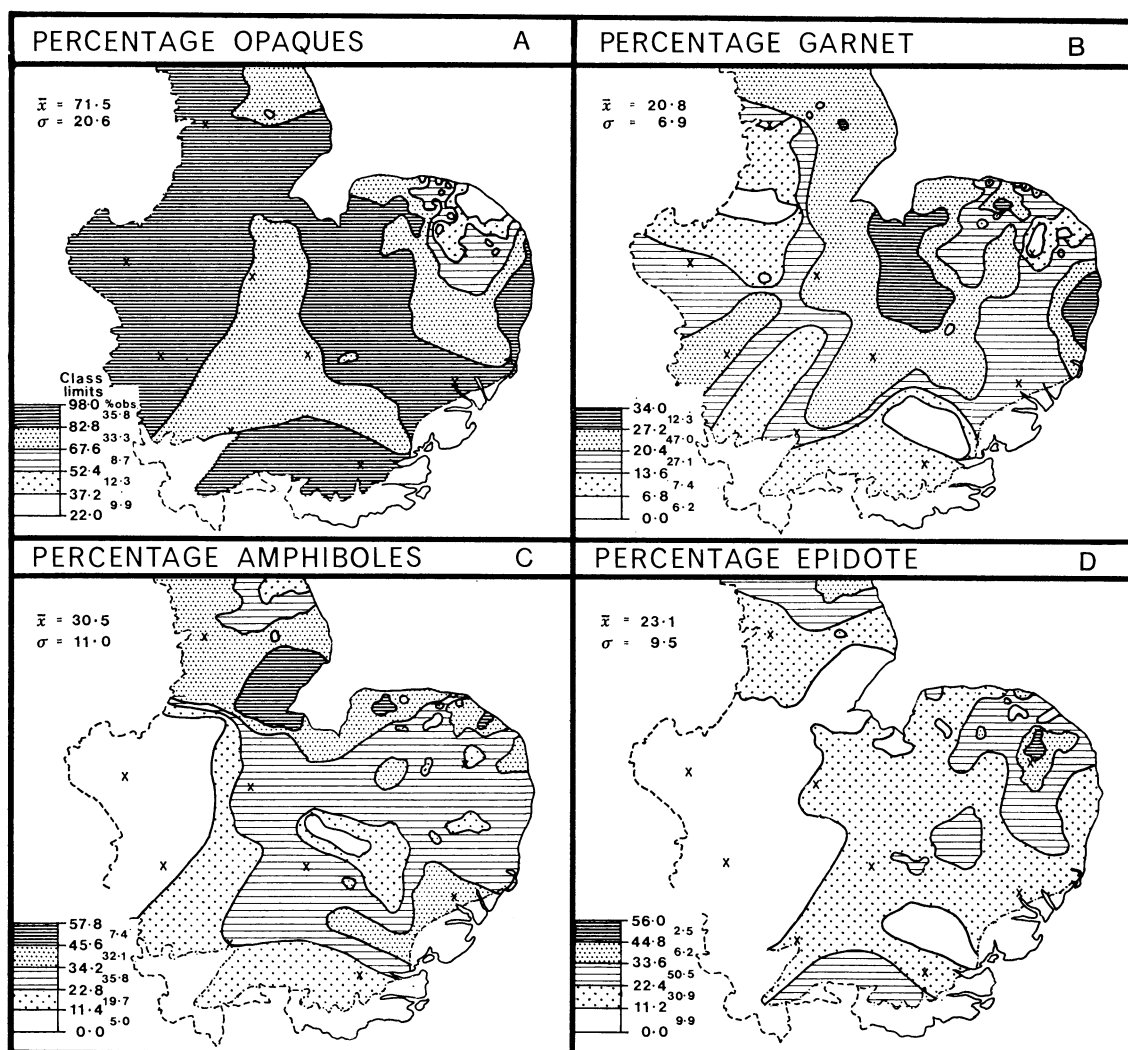 PERCENTAGE OPAQUES A
x̄ = 71·5
σ = 20·6
Class
limits
98·0 %obs
35·8
82·8
33·3
67·6
8·7
52·4
12·3
37·2
9·9
22·0
PERCENTAGE GARNET B
x̄ = 20·8
σ = 6·9
34·0
12·3
27·2
47·0
20·4
27·1
13·6
7·4
6·8
6·2
0·0
PERCENTAGE AMPHIBOLES C
x̄ = 30·5
σ = 11·0
57·8
7·4
45·6
32·1
34·2
35·8
22·8
19·7
11·4
5·0
0·0
PERCENTAGE EPIDOTE D
x̄ = 23·1
σ = 9·5
56·0
2·5
44·8
6·2
33·6
50·5
22·4
30·9
11·2
9·9
0·0